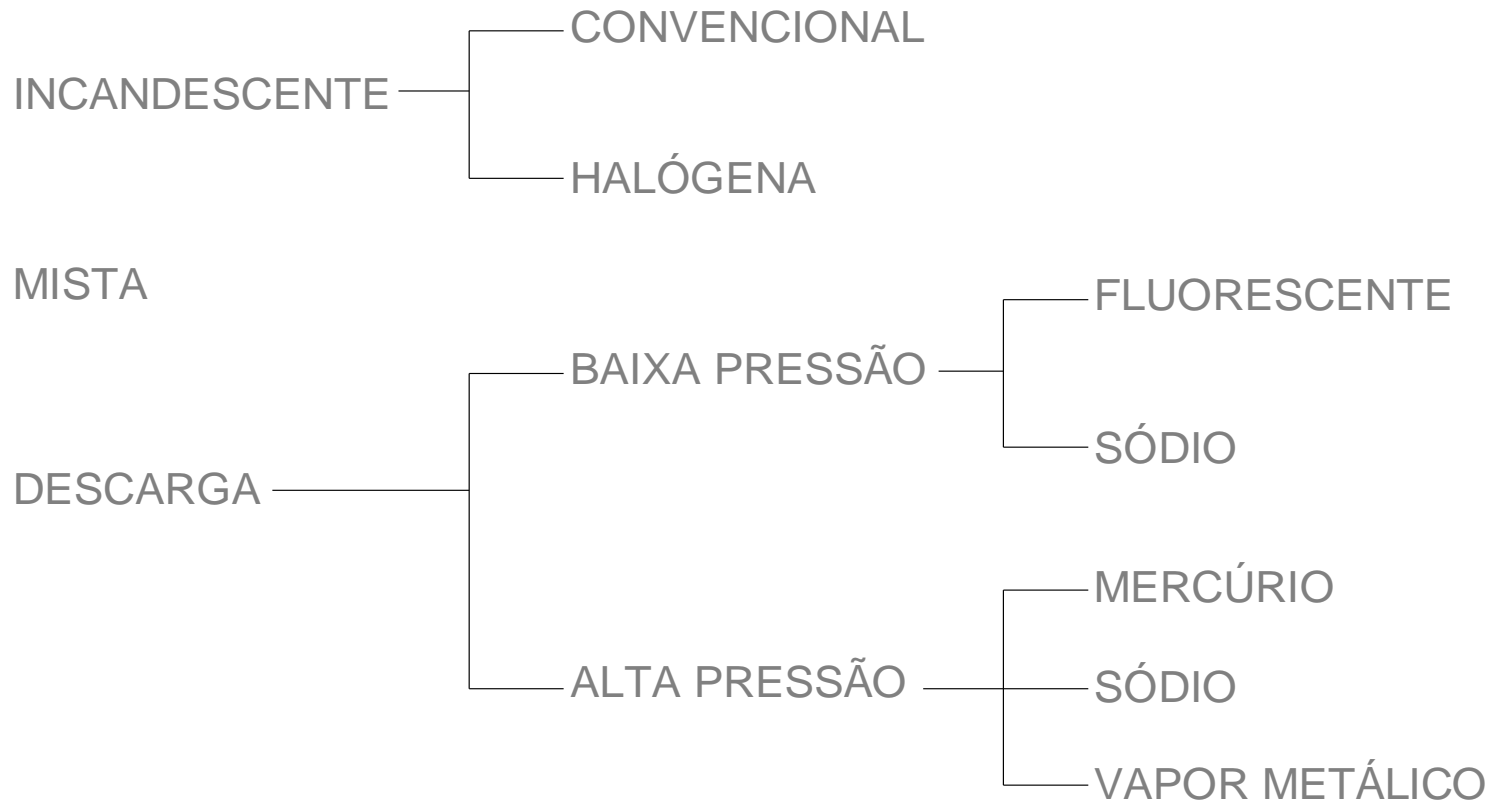 CONVENCIONAL
INCANDESCENTE
HALÓGENA
MISTA
FLUORESCENTE
BAIXA PRESSÃO
SÓDIO
DESCARGA
MERCÚRIO
ALTA PRESSÃO
SÓDIO
VAPOR METÁLICO